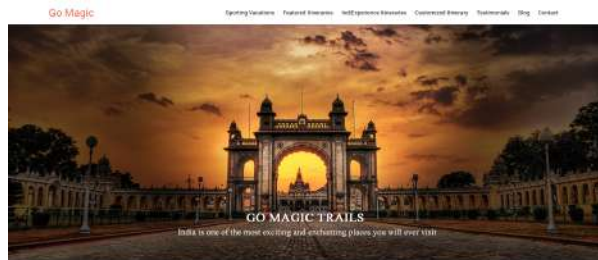 Go Magic
Sporting Vacations Featured Itineraries IndExperience Itineraries Customized Itinerary Testimonials Blog Contact
GO MAGIC TRAILS
India is one of the most exciting and enchanting places you will ever visit